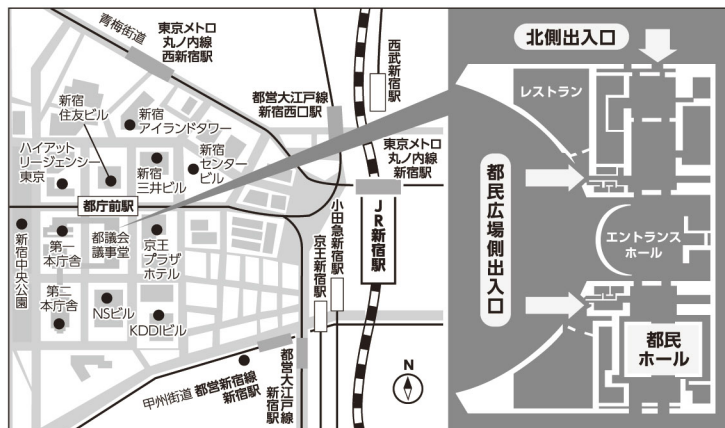 青梅街道
東京メトロ
丸ノ内線
西新宿駅
西武新宿駅
新宿
住友ビル
新宿
アイランドタワー
都営大江戸線
新宿西口駅
ハイアット
リージェンシー
東京
新宿
三井ビル
新宿
センター
ビル
東京メトロ
丸ノ内線
新宿駅
都庁前駅
新宿中央公園
第一
本庁舎
都議会
議事堂
京王
プラザ
ホテル
JR新宿駅
小田急新宿駅
京王新宿駅
第二
本庁舎
NSビル
KDDIビル
甲州街道
都営新宿線
新宿駅
都営大江戸線
新宿駅
N
北側出入口
レストラン
都民広場側出入口
エントランス
ホール
都民
ホール